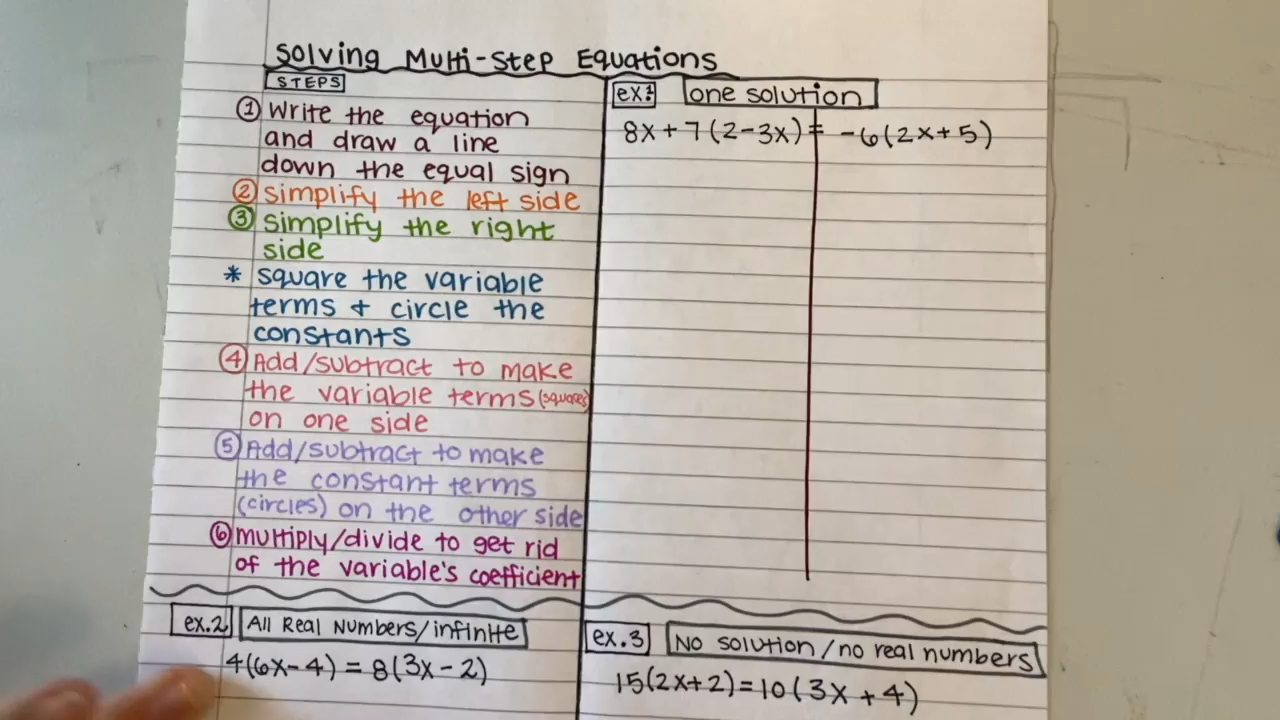 Solving Multi-Step Equations
STEPS
① Write the equation
and draw a line
down the equal sign
② simplify the left side
③ simplify the right
side
* square the variable
terms + circle the
constants
④ Add/subtract to make
the variable terms (squares)
on one side
⑤ Add/subtract to make
the constant terms
(circles) on the other side
⑥ multiply/divide to get rid
of the variable's coefficient
ex.1 one solution
8x + 7(2-3x) = -6(2x+5)
ex.2 All Real Numbers/infinite
4(6x-4) = 8(3x-2)
ex.3 No solution/no real numbers
15(2x+2) = 10(3x+4)